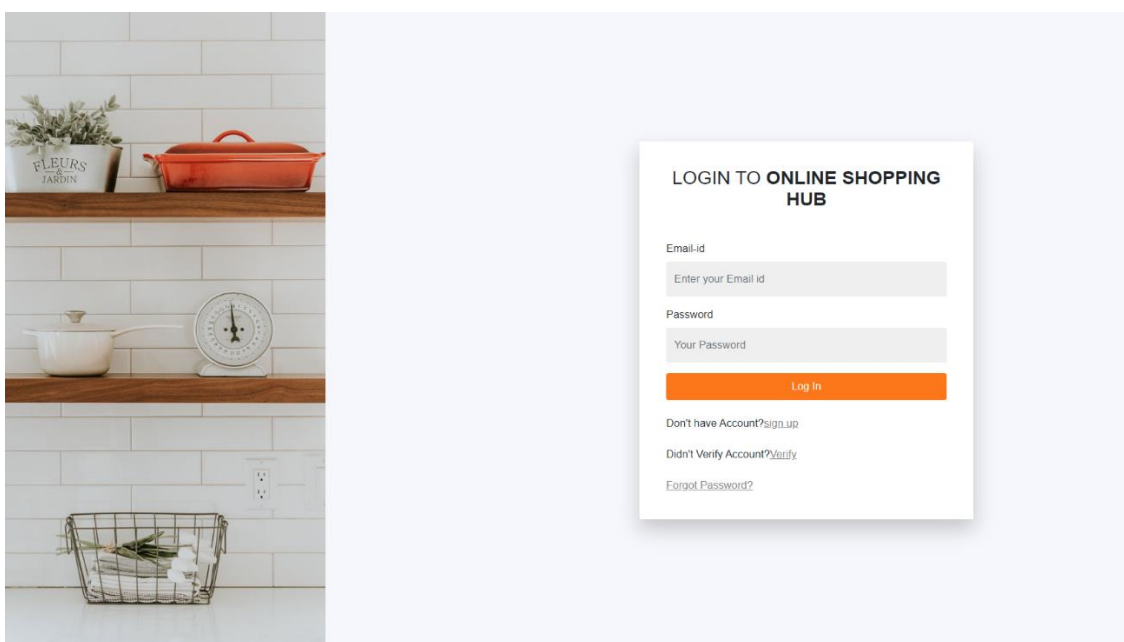 FLEURS
&
JARDIN
LOGIN TO ONLINE SHOPPING
HUB
Email-id
Enter your Email id
Password
Your Password
Log In
Don't have Account?sign up
Didn't Verify Account?Verify
Forgot Password?